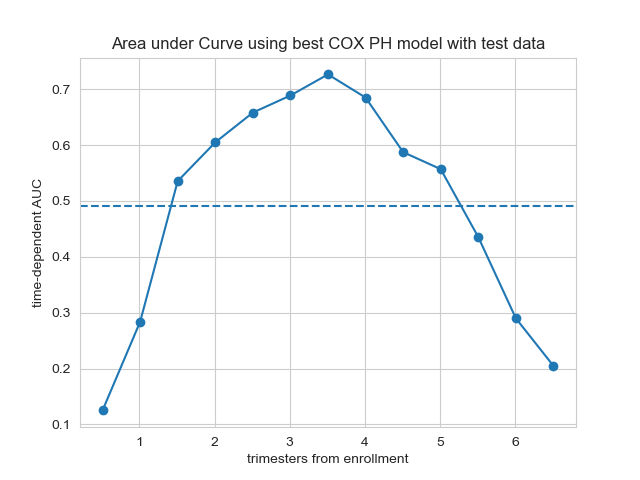 Area under Curve using best COX PH model with test data
time-dependent AUC
0.7
0.6
0.5
0.4
0.3
0.2
0.1
1 2 3 4 5 6
trimesters from enrollment